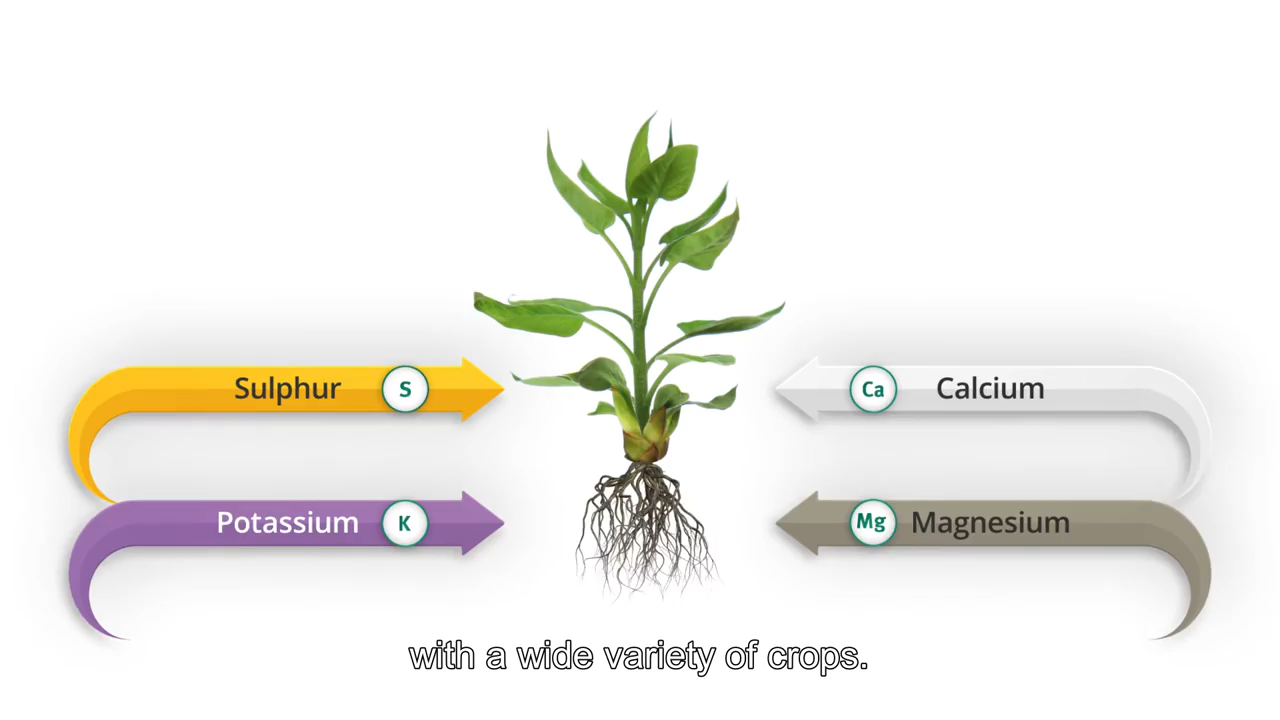 Sulphur S
Ca Calcium
Potassium K
Mg Magnesium
with a wide variety of crops.